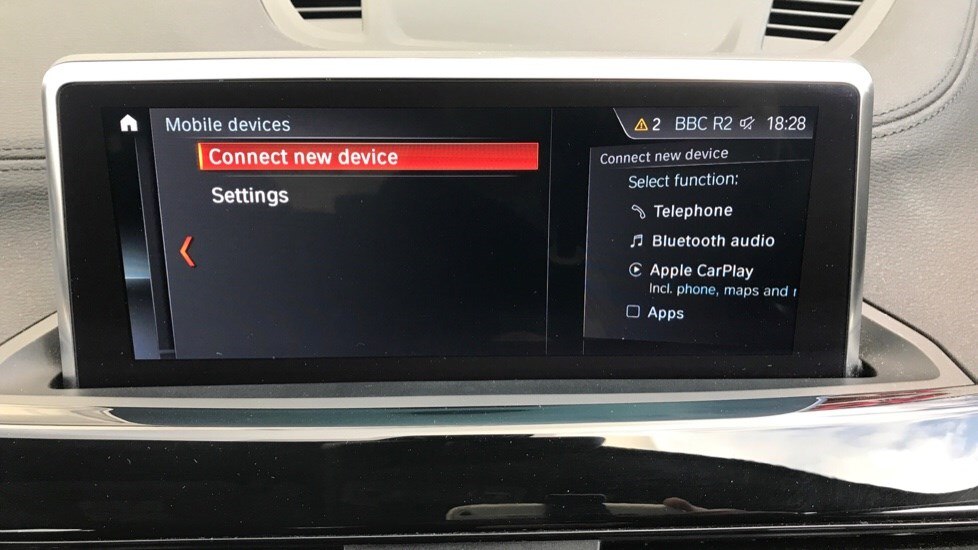 Mobile devices
Connect new device
Settings
2 BBC R2 18:28
Connect new device
Select function:
Telephone
Bluetooth audio
Apple CarPlay
Incl. phone, maps and
Apps